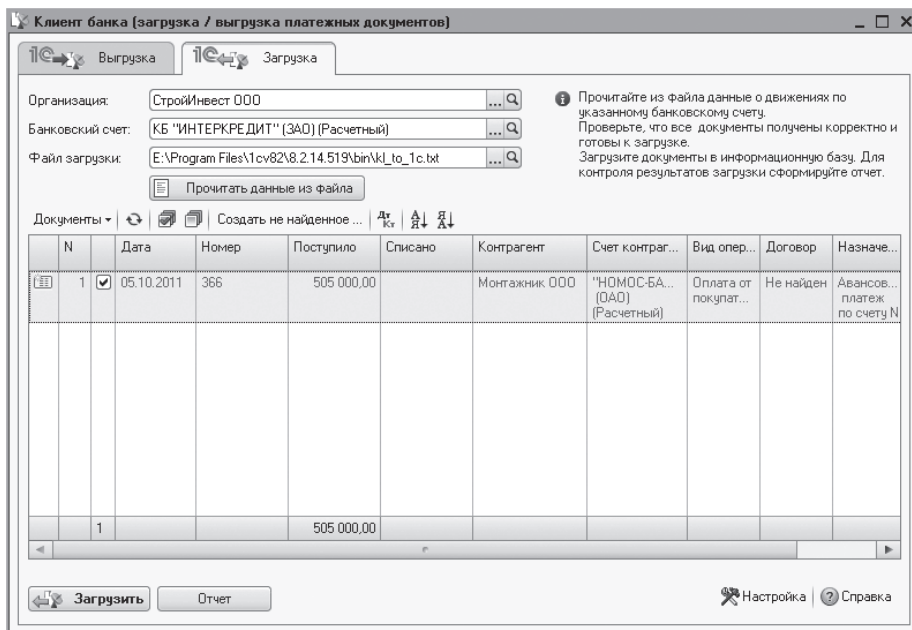 Клиент банка (загрузка / выгрузка платежных документов)
1С Выгрузка 1С Загрузка
Организация: СтройИнвест ООО ...
Банковский счет: КБ "ИНТЕРКРЕДИТ" (ЗАО) (Расчетный) ...
Файл загрузки: E:\Program Files\1cv82\8.2.14.519\bin\kl_to_1c.txt ...
Прочитать данные из файла
Прочитайте из файла данные о движениях по
указанному банковскому счету.
Проверьте, что все документы получены корректно и
готовы к загрузке.
Загрузите документы в информационную базу. Для
контроля результатов загрузки сформируйте отчет.
Документы Создать не найденное ... Дт Кт А Я Я А
N Дата Номер Поступило Списано Контрагент Счет контраг... Вид опер... Договор Назначе...
1 05.10.2011 366 505 000,00 Монтажник ООО "НОМОС-БА... Оплата от Не найден Авансов...
(ОАО) покупат... платеж
(Расчетный) по счету N
1 505 000,00
Загрузить Отчет Настройка ? Справка